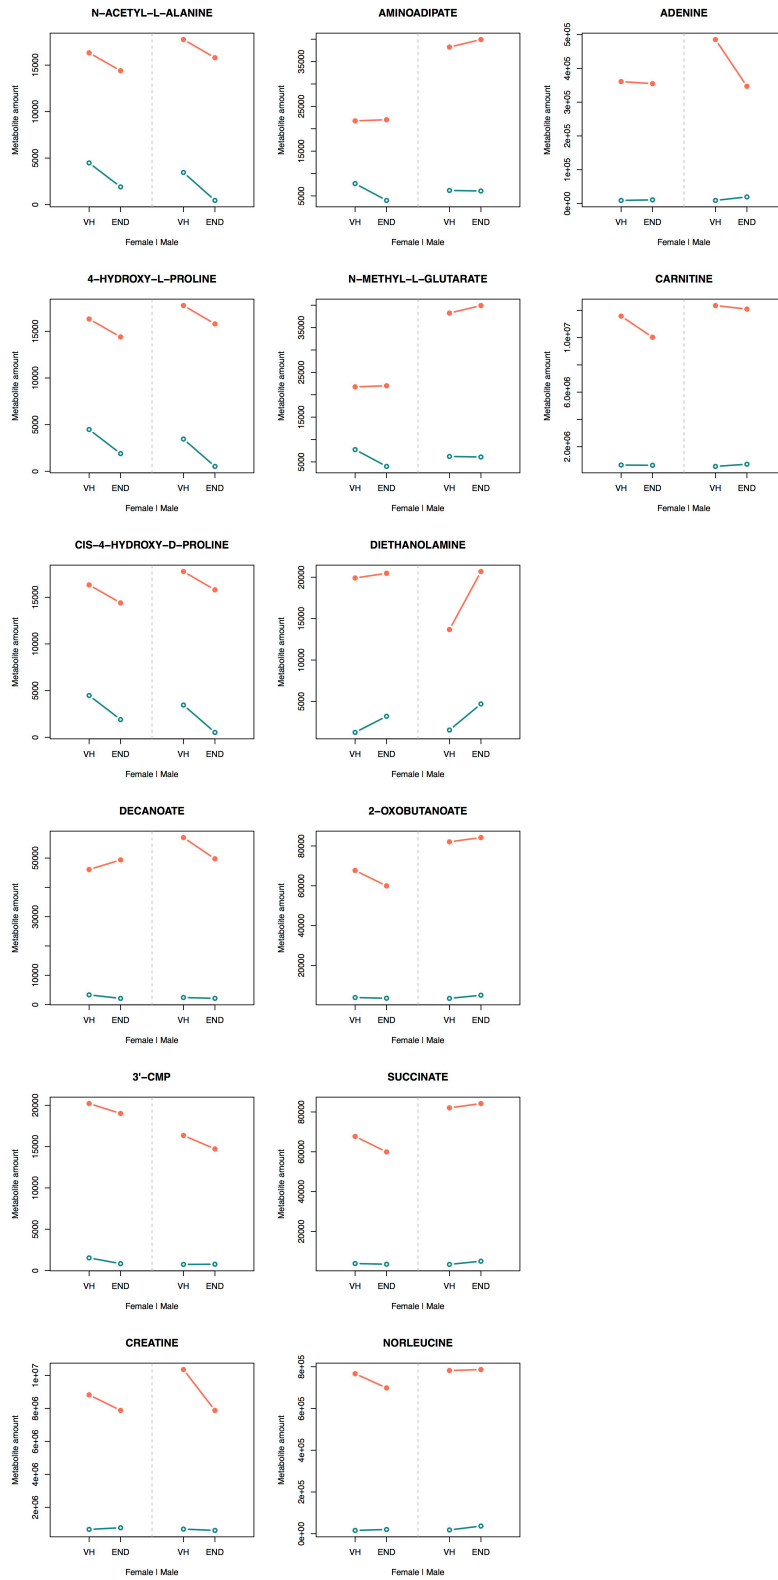 N−ACETYL−L−ALANINE
Metabolite amount
0
5000
15000
VH
END
VH
END
Female | Male
AMINOADIPATE
Metabolite amount
5000
15000
25000
35000
VH
END
VH
END
Female | Male
ADENINE
Metabolite amount
0e+00
1e+05
2e+05
3e+05
4e+05
5e+05
VH
END
VH
END
Female | Male
4−HYDROXY−L−PROLINE
Metabolite amount
0
5000
10000
15000
VH
END
VH
END
Female | Male
N−METHYL−L−GLUTARATE
Metabolite amount
5000
15000
25000
35000
VH
END
VH
END
Female | Male
CARNITINE
Metabolite amount
2.0e+06
6.0e+06
1.0e+07
VH
END
VH
END
Female | Male
CIS−4−HYDROXY−D−PROLINE
Metabolite amount
0
5000
10000
15000
VH
END
VH
END
Female | Male
DIETHANOLAMINE
Metabolite amount
5000
10000
15000
20000
VH
END
VH
END
Female | Male
DECANOATE
Metabolite amount
0
10000
30000
50000
VH
END
VH
END
Female | Male
2−OXOBUTANOATE
Metabolite amount
20000
40000
60000
80000
VH
END
VH
END
Female | Male
3'−CMP
Metabolite amount
0
5000
10000
15000
20000
VH
END
VH
END
Female | Male
SUCCINATE
Metabolite amount
20000
40000
60000
80000
VH
END
VH
END
Female | Male
CREATINE
Metabolite amount
2e+06
4e+06
6e+06
8e+06
1e+07
VH
END
VH
END
Female | Male
NORLEUCINE
Metabolite amount
0e+00
2e+05
4e+05
6e+05
8e+05
VH
END
VH
END
Female | Male